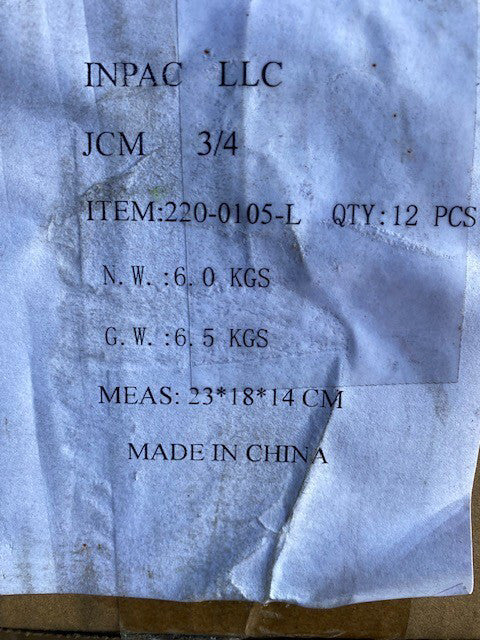 INPAC LLC
JCM 3/4
ITEM:220-0105-L QTY:12 PCS
N.W.:6.0 KGS
G.W.:6.5 KGS
MEAS: 23*18*14 CM
MADE IN CHINA